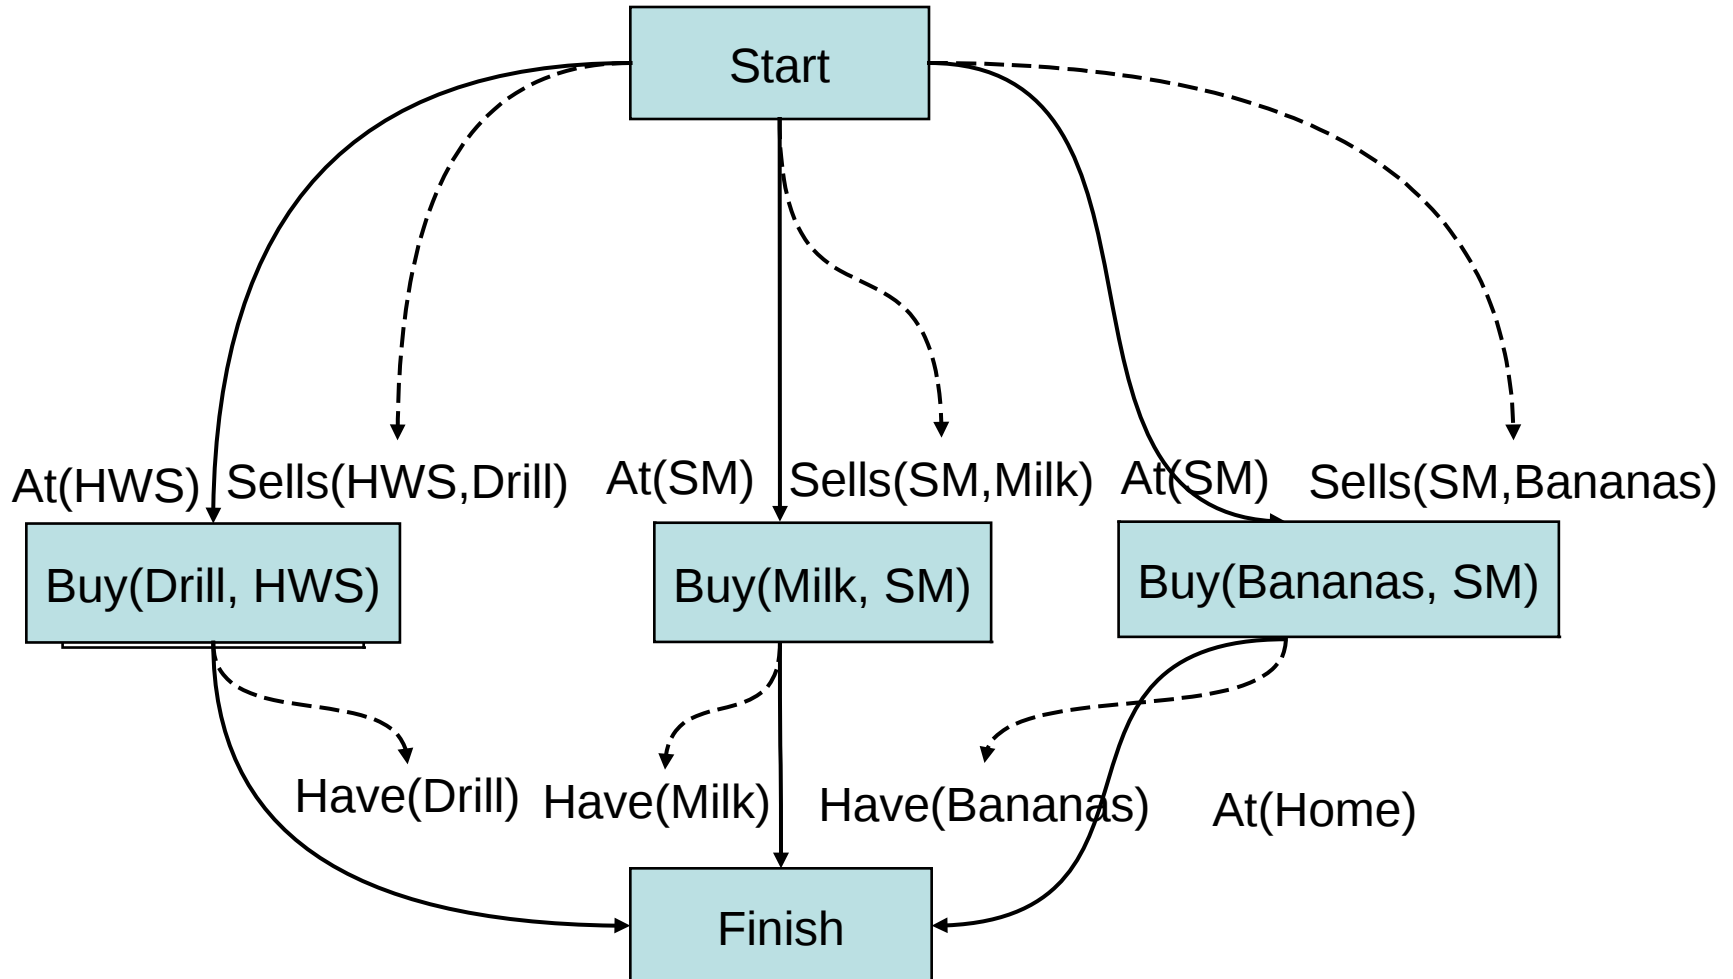 Start
At(HWS)
Sells(HWS,Drill)
At(SM)
Sells(SM,Milk)
At(SM)
Sells(SM,Bananas)
Buy(Drill, HWS)
Buy(Milk, SM)
Buy(Bananas, SM)
Have(Drill)
Have(Milk)
Have(Bananas)
At(Home)
Finish